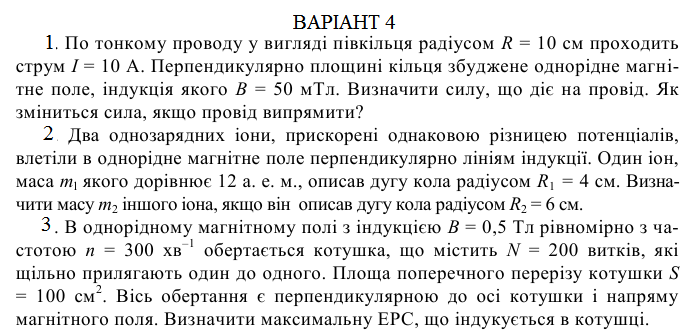 ВАРІАНТ 4
1. По тонкому проводу у вигляді півкільця радіусом R = 10 см проходить
струм I = 10 А. Перпендикулярно площині кільця збуджене однорідне магні-
тне поле, індукція якого B = 50 мТл. Визначити силу, що діє на провід. Як
зміниться сила, якщо провід випрямити?
2. Два однозарядних іони, прискорені однаковою різницею потенціалів,
влетіли в однорідне магнітне поле перпендикулярно лініям індукції. Один іон,
маса m₁ якого дорівнює 12 а. е. м., описав дугу кола радіусом R₁ = 4 см. Визна-
чити масу m₂ іншого іона, якщо він описав дугу кола радіусом R₂ = 6 см.
3. В однорідному магнітному полі з індукцією B = 0,5 Тл рівномірно з ча-
стотою n = 300 хв⁻¹ обертається котушка, що містить N = 200 витків, які
щільно прилягають один до одного. Площа поперечного перерізу котушки S
= 100 см². Вісь обертання є перпендикулярною до осі котушки і напряму
магнітного поля. Визначити максимальну ЕРС, що індукується в котушці.